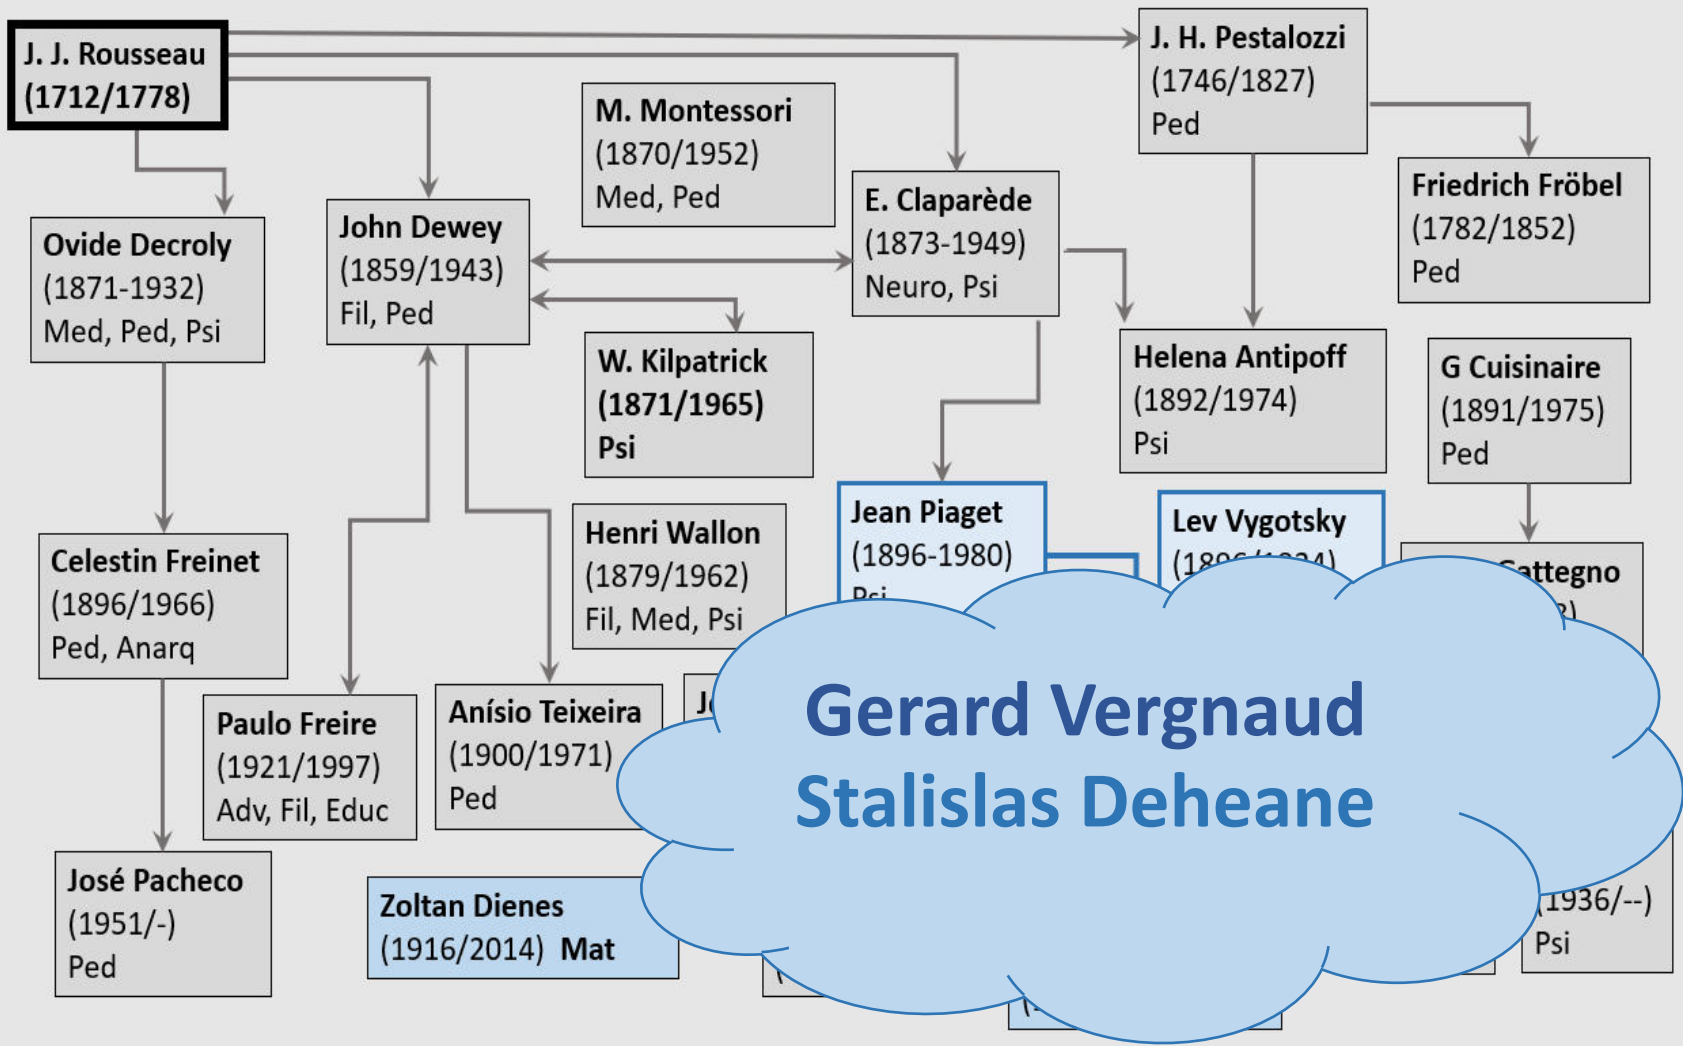 J. J. Rousseau
(1712/1778)
J. H. Pestalozzi
(1746/1827)
Ped
M. Montessori
(1870/1952)
Med, Ped
E. Claparède
(1873-1949)
Neuro, Psi
Friedrich Fröbel
(1782/1852)
Ped
Ovide Decroly
(1871-1932)
Med, Ped, Psi
John Dewey
(1859/1943)
Fil, Ped
W. Kilpatrick
(1871/1965)
Psi
Helena Antipoff
(1892/1974)
Psi
G Cuisinaire
(1891/1975)
Ped
Celestin Freinet
(1896/1966)
Ped, Anarq
Henri Wallon
(1879/1962)
Fil, Med, Psi
Jean Piaget
(1896-1980)
Psi
Lev Vygotsky
Gattegno
Paulo Freire
(1921/1997)
Adv, Fil, Educ
Anísio Teixeira
(1900/1971)
Ped
Gerard Vergnaud
Stalislas Deheane
José Pacheco
(1951/-)
Ped
Zoltan Dienes
(1916/2014) Mat
(1936/--)
Psi